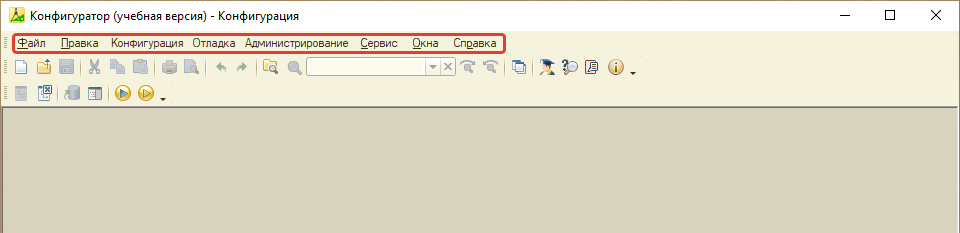 Конфигуратор (учебная версия) - Конфигурация
Файл Правка Конфигурация Отладка Администрирование Сервис Окна Справка